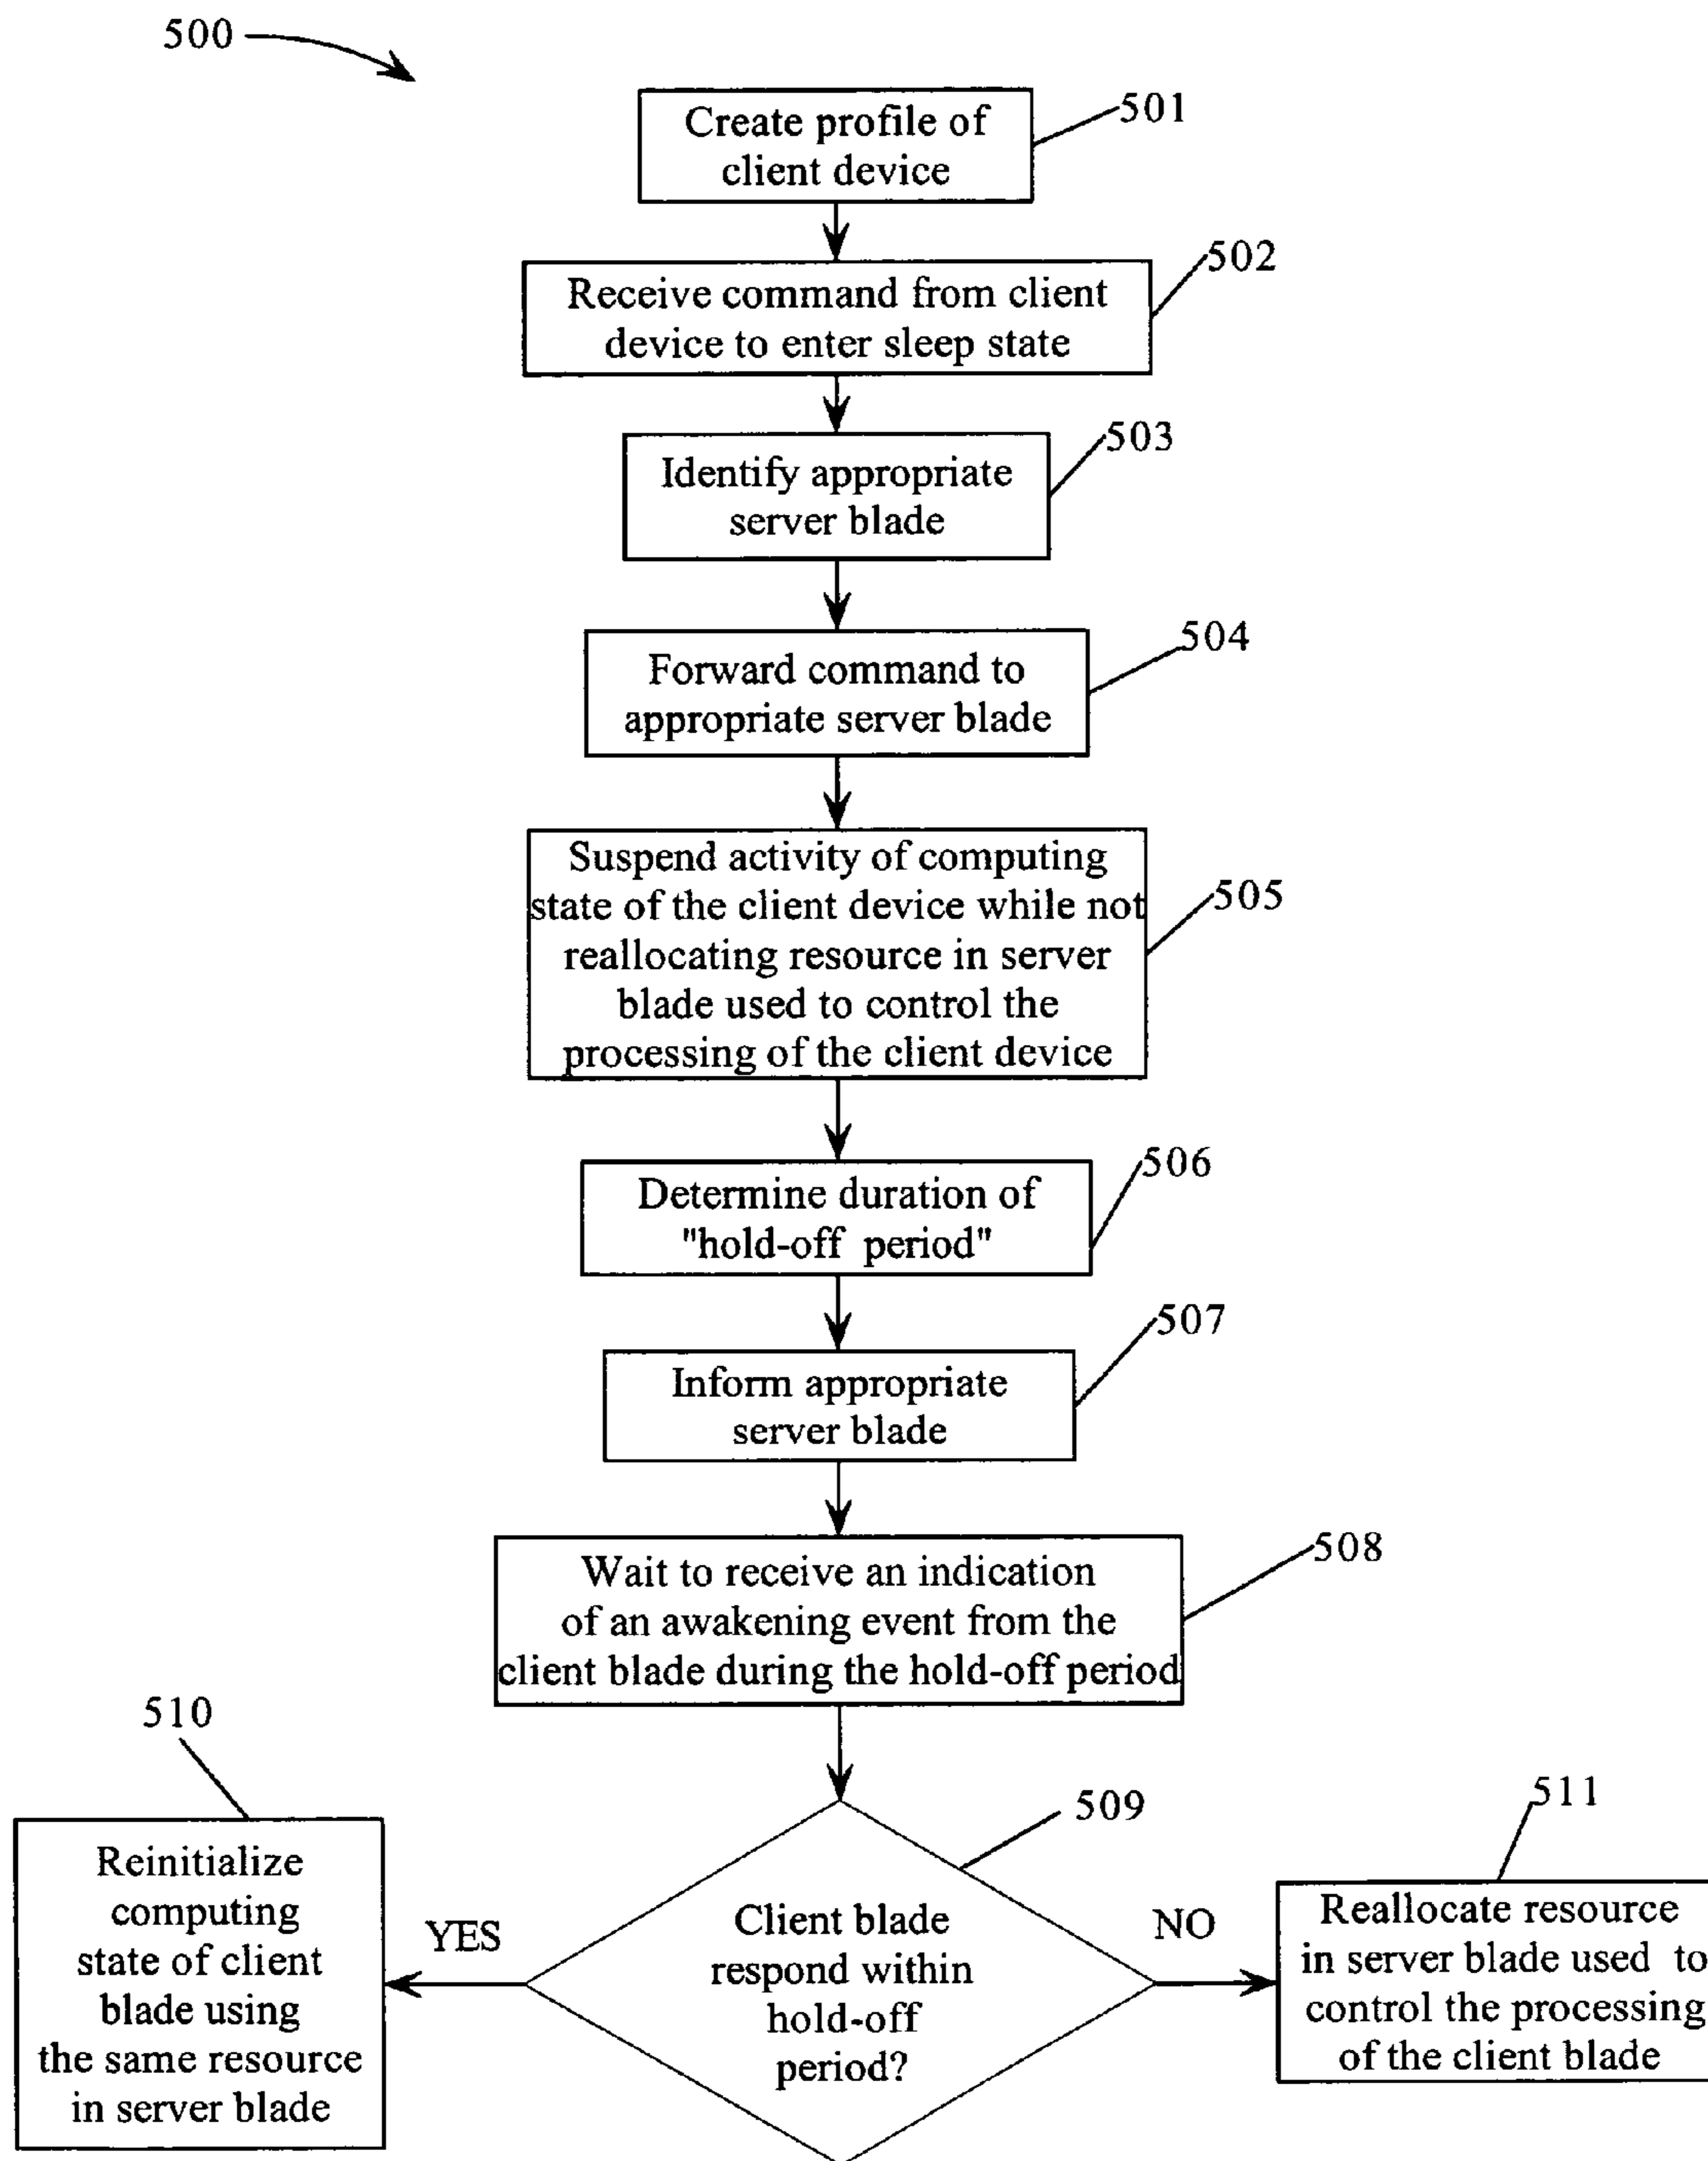 500
501
Create profile of
client device
502
Receive command from client
device to enter sleep state
503
Identify appropriate
server blade
504
Forward command to
appropriate server blade
505
Suspend activity of computing
state of the client device while not
reallocating resource in server
blade used to control the
processing of the client device
506
Determine duration of
"hold-off period"
507
Inform appropriate
server blade
508
Wait to receive an indication
of an awakening event from the
client blade during the hold-off period
509
Client blade
respond within
hold-off
period?
YES
NO
510
Reinitialize
computing
state of client
blade using
the same resource
in server blade
511
Reallocate resource
in server blade used to
control the processing
of the client blade